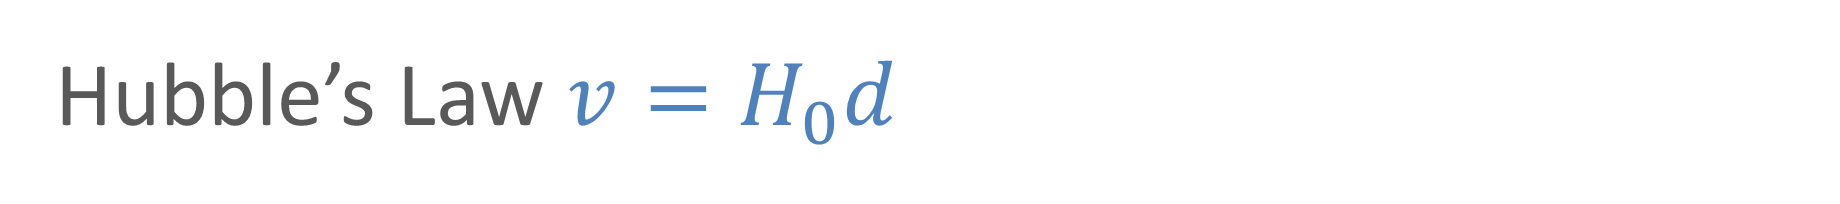 Hubble’s Law v = H₀d